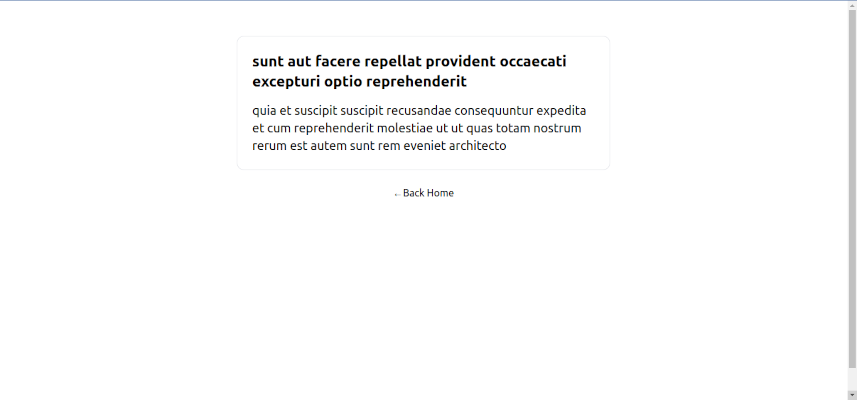 sunt aut facere repellat provident occaecati
excepturi optio reprehenderit
quia et suscipit suscipit recusandae consequuntur expedita
et cum reprehenderit molestiae ut ut quas totam nostrum
rerum est autem sunt rem eveniet architecto
←Back Home